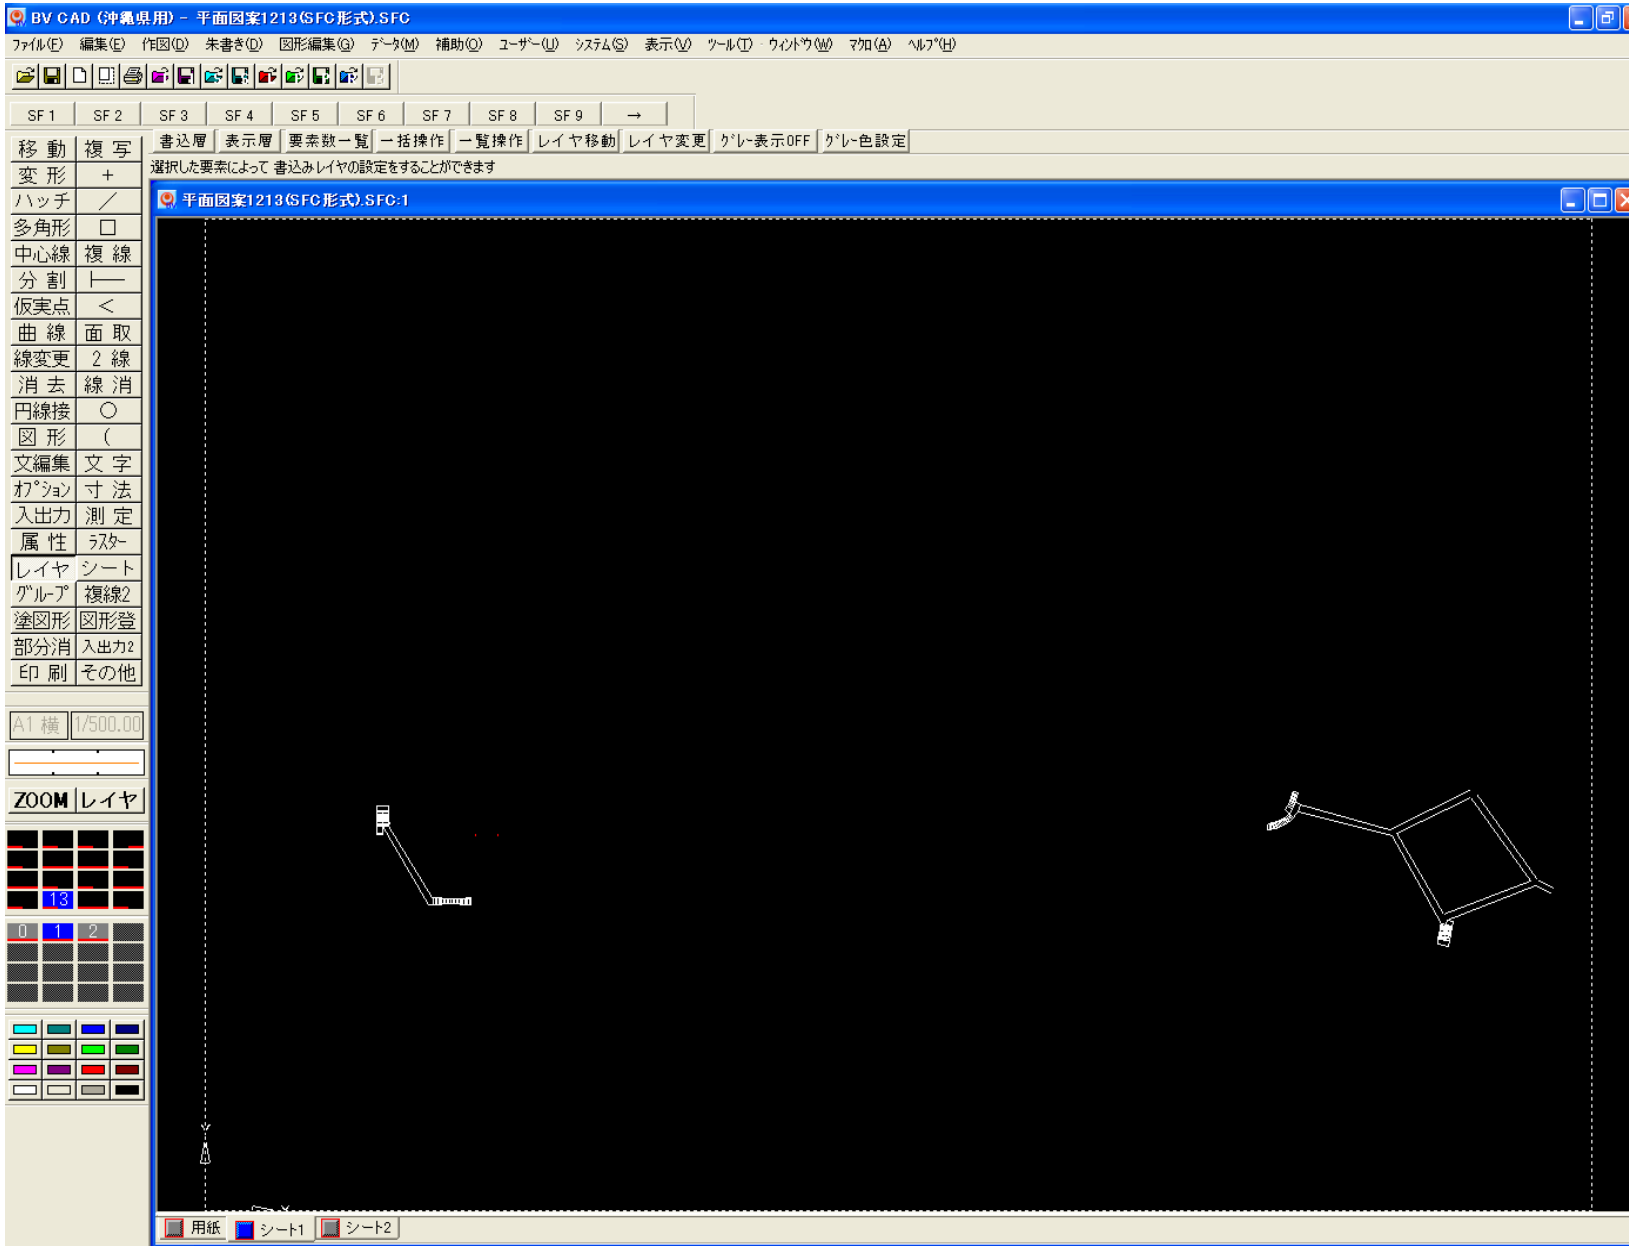 BV CAD (沖縄県用) - 平面図案1213(SFC形式).SFC
ファイル(F) 編集(E) 作図(D) 朱書き(D) 図形編集(G) データ(M) 補助(O) ユーザー(U) システム(S) 表示(V) ツール(T) ウィンドウ(W) マクロ(A) ヘルプ(H)
SF 1 SF 2 SF 3 SF 4 SF 5 SF 6 SF 7 SF 8 SF 9 →
書込層 表示層 要素数一覧 一括操作 一覧操作 レイヤ移動 レイヤ変更 グレー表示OFF グレー色設定
選択した要素によって 書込みレイヤの設定をすることができます
平面図案1213(SFC形式).SFC:1
移動 複写
変形 +
ハッチ ／
多角形 □
中心線 複線
分割 ├─
仮実点 <
曲線 面取
線変更 2線
消去 線消
円線接 ○
図形 (
文編集 文字
オプション 寸法
入出力 測定
属性 ラスター
レイヤ シート
グループ 複線2
塗図形 図形登
部分消 入出力2
印刷 その他
A1 横 1/500.00
ZOOM レイヤ
13
0 1 2
Y
X
用紙 シート1 シート2